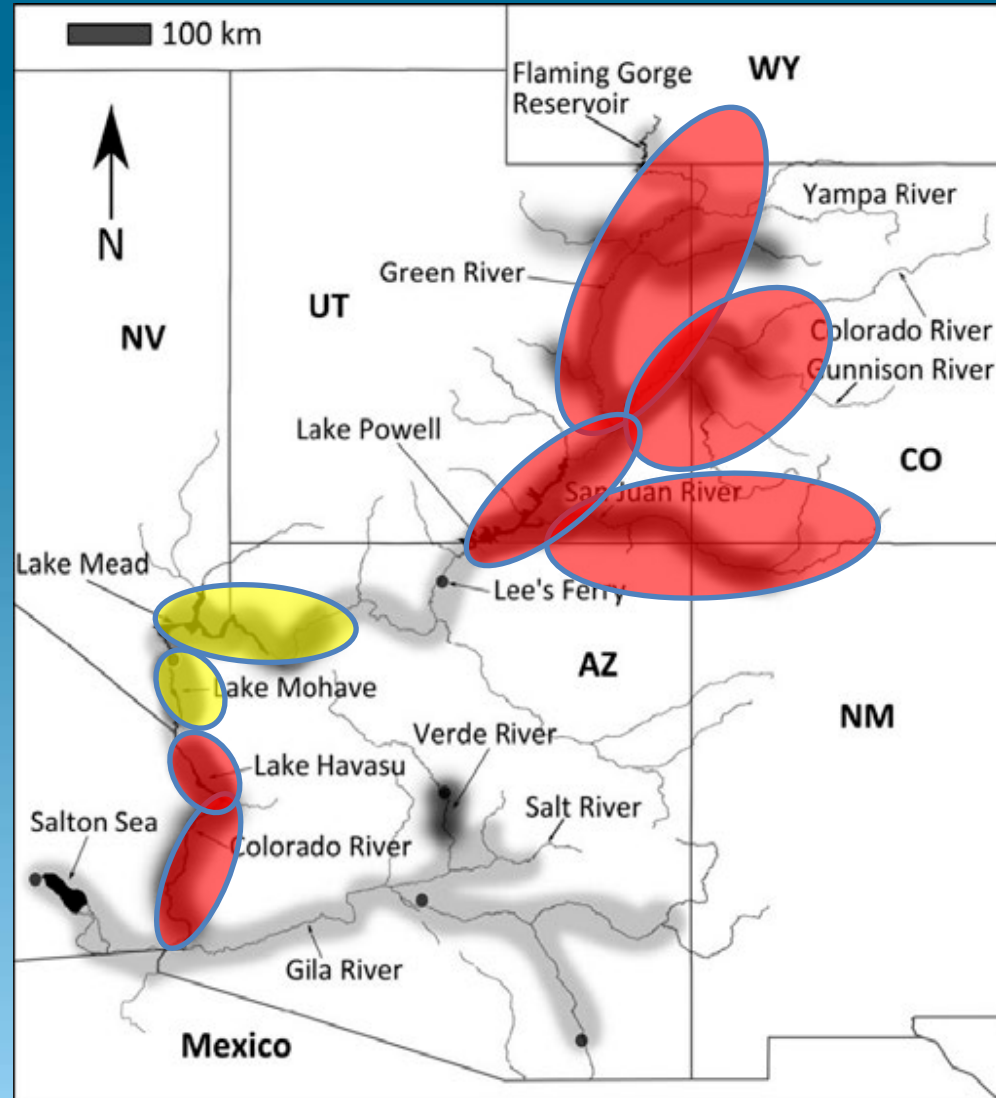 100 km
Flaming Gorge
Reservoir
WY
N
Yampa River
Green River
UT
NV
Colorado River
Gunnison River
Lake Powell
CO
San Juan River
Lake Mead
Lee's Ferry
AZ
Lake Mohave
NM
Verde River
Lake Havasu
Salt River
Salton Sea
Colorado River
Gila River
Mexico